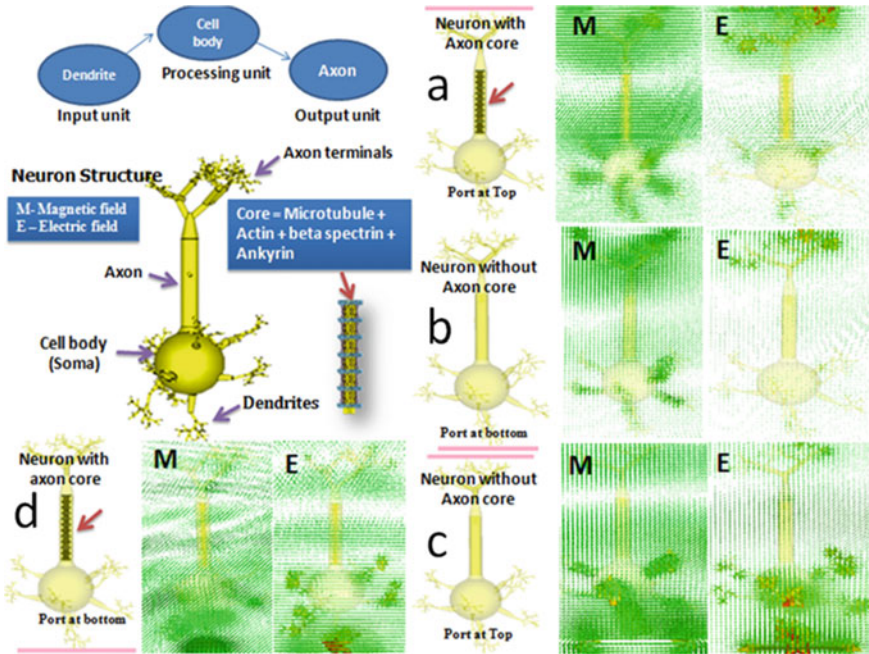 Cell
body
Dendrite
Processing unit
Axon
Input unit
Output unit
Neuron Structure
Axon terminals
M- Magnetic field
E – Electric field
Core = Microtubule +
Actin + beta spectrin +
Ankyrin
Axon
Cell body
(Soma)
Dendrites
Neuron with
Axon core
a
Port at Top
M
E
Neuron without
Axon core
b
Port at bottom
M
E
Neuron without
Axon core
c
Port at Top
M
E
Neuron with
axon core
d
Port at bottom
M
E